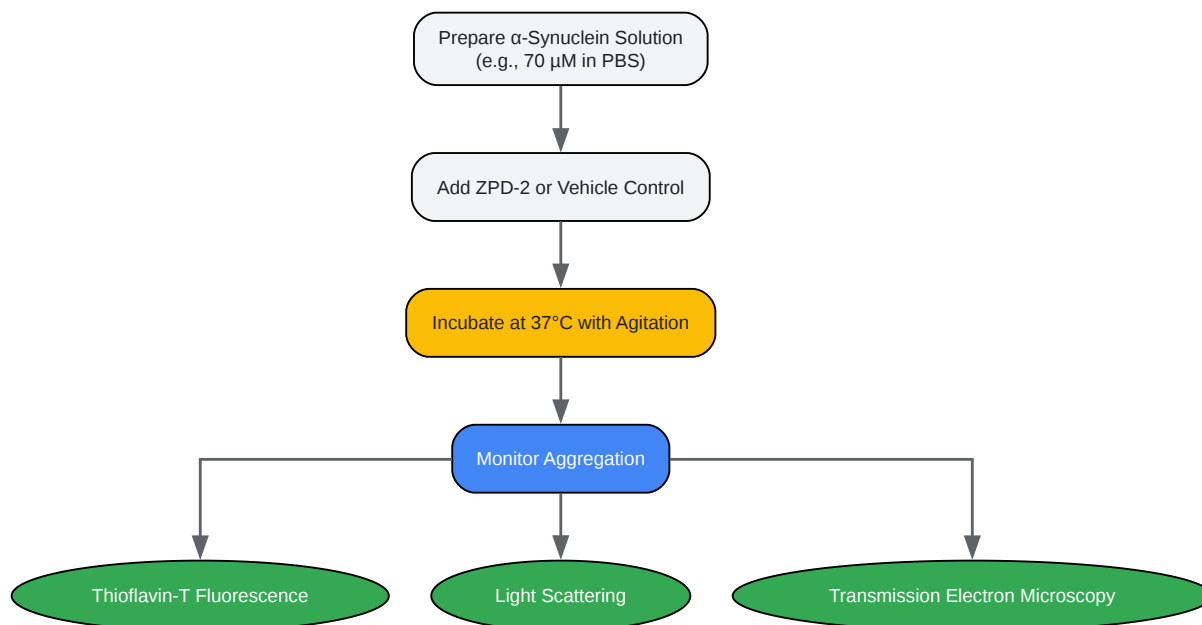 Prepare α-Synuclein Solution
(e.g., 70 µM in PBS)
Add ZPD-2 or Vehicle Control
Incubate at 37°C with Agitation
Monitor Aggregation
Thioflavin-T Fluorescence
Light Scattering
Transmission Electron Microscopy